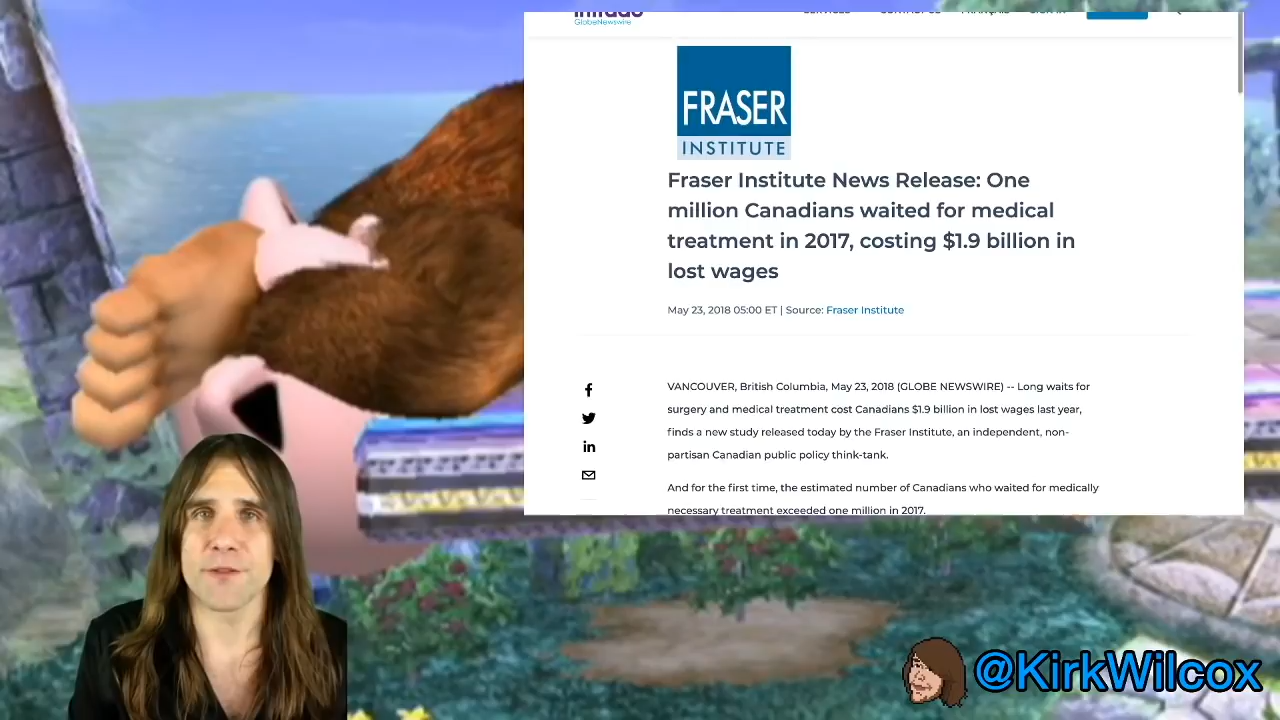 GlobeNewswire
FRASER
INSTITUTE
Fraser Institute News Release: One
million Canadians waited for medical
treatment in 2017, costing $1.9 billion in
lost wages
May 23, 2018 05:00 ET | Source: Fraser Institute
VANCOUVER, British Columbia, May 23, 2018 (GLOBE NEWSWIRE) -- Long waits for
surgery and medical treatment cost Canadians $1.9 billion in lost wages last year,
finds a new study released today by the Fraser Institute, an independent, non-
partisan Canadian public policy think-tank.
And for the first time, the estimated number of Canadians who waited for medically
necessary treatment exceeded one million in 2017.
@KirkWilcox